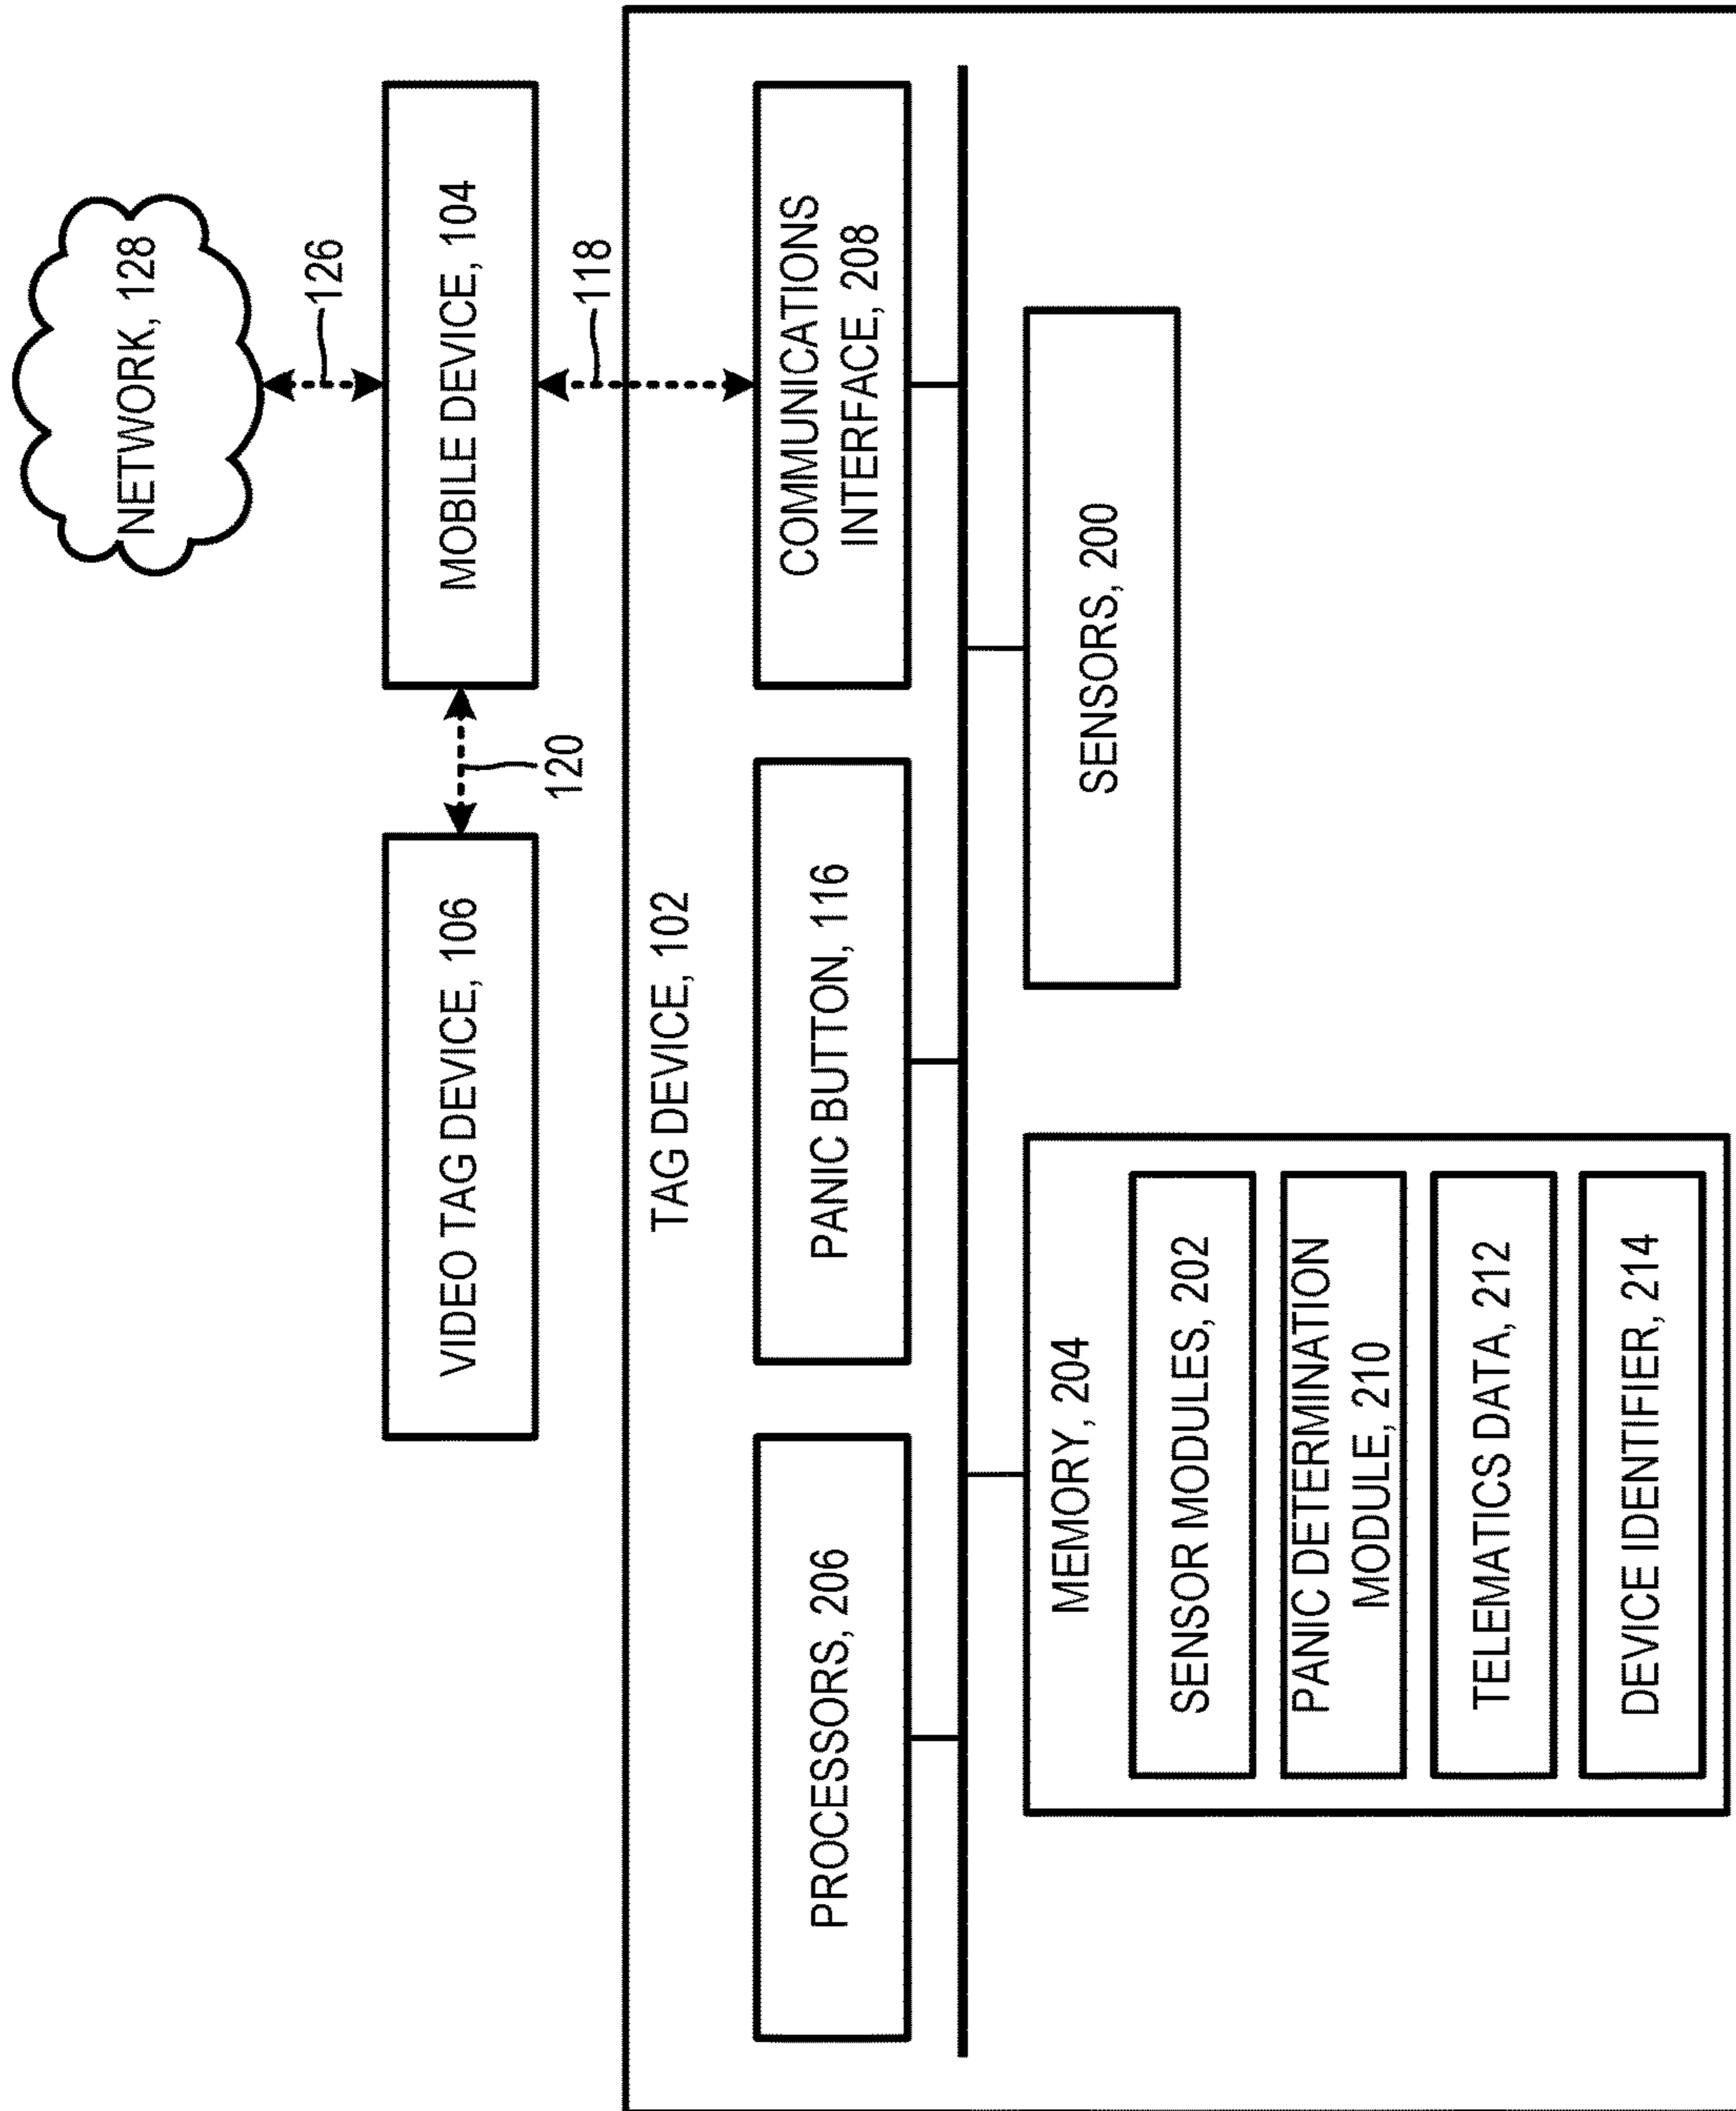 NETWORK, 128
126
VIDEO TAG DEVICE, 106
MOBILE DEVICE, 104
120
118
TAG DEVICE, 102
PROCESSORS, 206
PANIC BUTTON, 116
COMMUNICATIONS
INTERFACE, 208
MEMORY, 204
SENSOR MODULES, 202
PANIC DETERMINATION
MODULE, 210
TELEMATICS DATA, 212
DEVICE IDENTIFIER, 214
SENSORS, 200